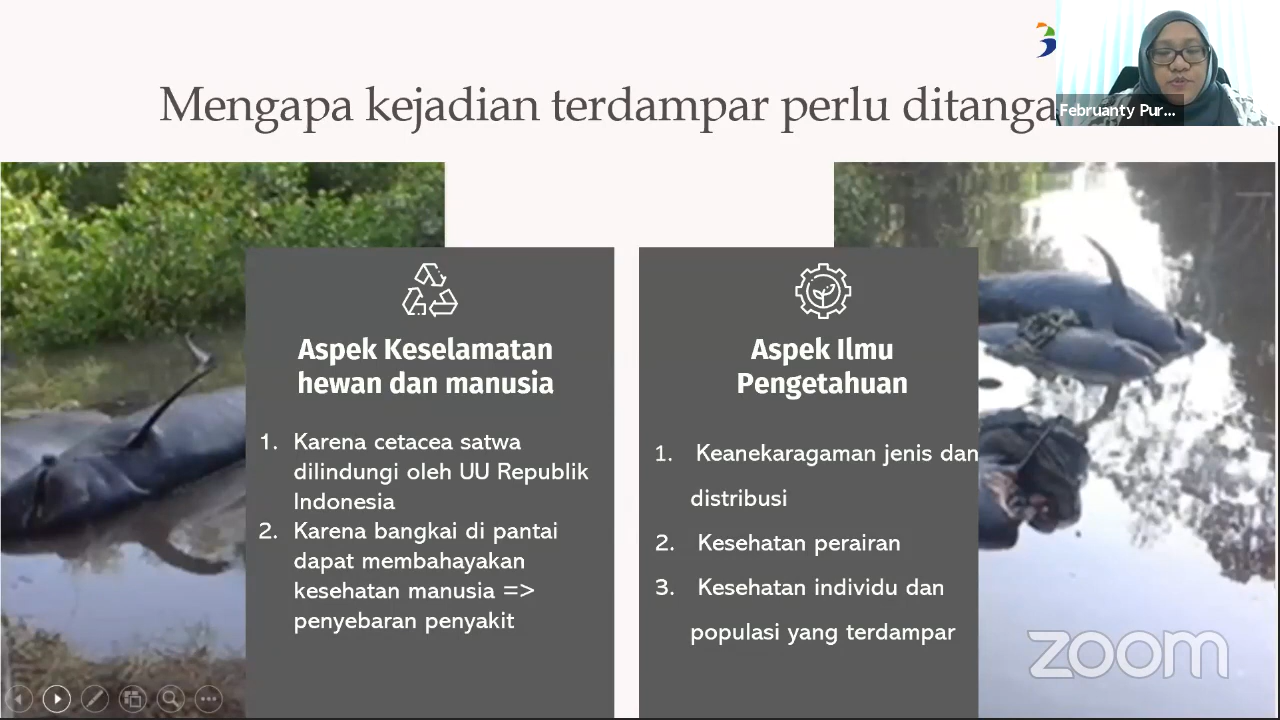 Mengapa kejadian terdampar perlu ditanga
Februanty Pur...
Aspek Keselamatan
hewan dan manusia
1. Karena cetacea satwa
dilindungi oleh UU Republik
Indonesia
2. Karena bangkai di pantai
dapat membahayakan
kesehatan manusia =>
penyebaran penyakit
Aspek Ilmu
Pengetahuan
1. Keanekaragaman jenis dan
distribusi
2. Kesehatan perairan
3. Kesehatan individu dan
populasi yang terdampar
zoom